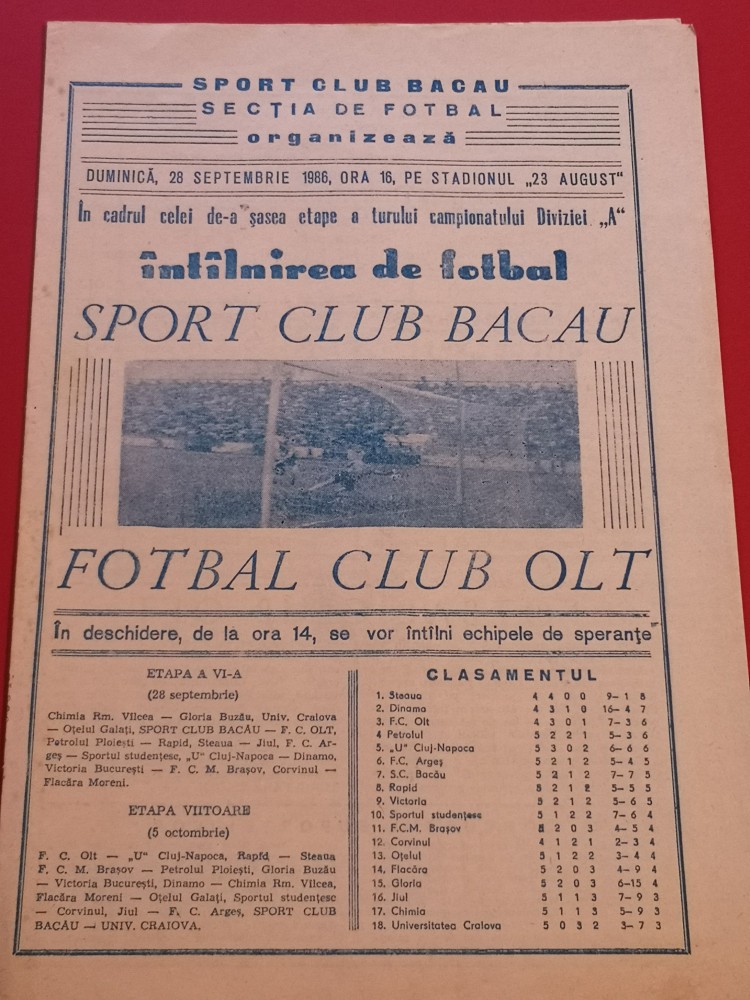 SPORT CLUB BACAU
SECȚIA DE FOTBAL
organizează
DUMINICĂ, 28 SEPTEMBRIE 1986, ORA 16, PE STADIONUL „23 AUGUST“
În cadrul celei de-a șasea etape a turului campionatului Diviziei „A“
întîlnirea de fotbal
SPORT CLUB BACAU
FOTBAL CLUB OLT
În deschidere, de la ora 14, se vor întîlni echipele de speranțe
ETAPA A VI-A
(28 septembrie)
Chimia Rm. Vîlcea — Gloria Buzău, Univ. Craiova
— Oțelul Galați, SPORT CLUB BACĂU — F. C. OLT,
Petrolul Ploiești — Rapid, Steaua — Jiul, F. C. Ar-
geș — Sportul studențesc, „U“ Cluj-Napoca — Dinamo,
Victoria București — F. C. M. Brașov, Corvinul —
Flacăra Moreni.
ETAPA VIITOARE
(5 octombrie)
F. C. Olt — „U“ Cluj-Napoca, Rapid — Steaua
F. C. M. Brașov — Petrolul Ploiești, Gloria Buzău
— Victoria București, Dinamo — Chimia Rm. Vîlcea,
Flacăra Moreni — Oțelul Galați, Sportul studențesc
— Corvinul, Jiul — F. C. Argeș, SPORT CLUB
BACĂU — UNIV. CRAIOVA.
CLASAMENTUL
1. Steaua 4 4 0 0 9— 1 8
2. Dinamo 4 3 1 0 16— 4 7
3. F.C. Olt 4 3 0 1 7— 3 6
4 Petrolul 5 2 2 1 5— 3 6
5. „U“ Cluj-Napoca 5 3 0 2 6— 6 6
6. F.C. Argeș 5 2 1 2 5— 4 5
7. S.C. Bacău 5 2 1 2 7— 7 5
8. Rapid 5 2 1 2 5— 5 5
9. Victoria 5 2 1 2 5— 6 5
10. Sportul studențesc 5 1 2 2 7— 6 4
11. F.C.M. Brașov 5 2 0 3 4— 5 4
12. Corvinul 4 1 2 1 2— 3 4
13. Oțelul 5 1 2 2 3— 4 4
14. Flacăra 5 2 0 3 4— 9 4
15. Gloria 5 2 0 3 6—15 4
16. Jiul 5 1 1 3 7— 9 3
17. Chimia 5 1 1 3 5— 9 3
18. Universitatea Craiova 5 0 3 2 3— 7 3